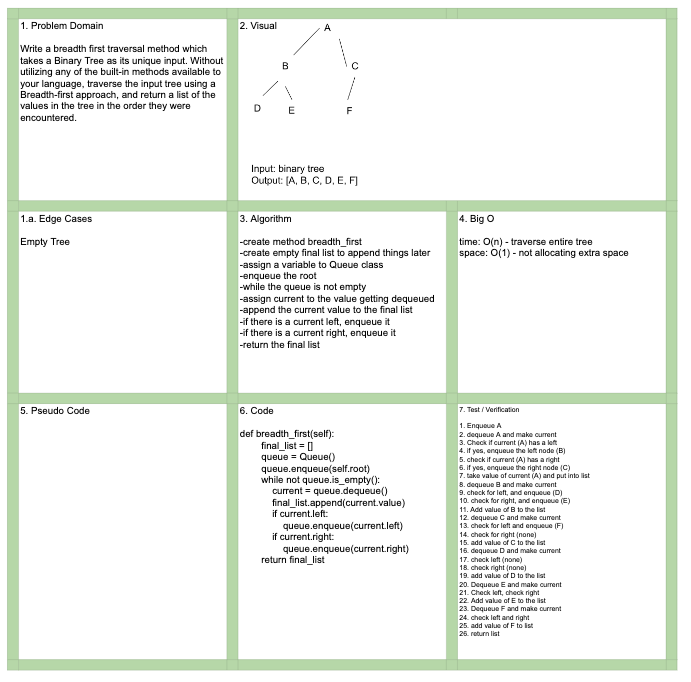 1. Problem Domain
Write a breadth first traversal method which
takes a Binary Tree as its unique input. Without
utilizing any of the built-in methods available to
your language, traverse the input tree using a
Breadth-first approach, and return a list of the
values in the tree in the order they were
encountered.
2. Visual
A
B
C
D
E
F
Input: binary tree
Output: [A, B, C, D, E, F]
1.a. Edge Cases
Empty Tree
3. Algorithm
-create method breadth_first
-create empty final list to append things later
-assign a variable to Queue class
-enqueue the root
-while the queue is not empty
-assign current to the value getting dequeued
-append the current value to the final list
-if there is a current left, enqueue it
-if there is a current right, enqueue it
-return the final list
4. Big O
time: O(n) - traverse entire tree
space: O(1) - not allocating extra space
5. Pseudo Code
6. Code
def breadth_first(self):
final_list = []
queue = Queue()
queue.enqueue(self.root)
while not queue.is_empty():
current = queue.dequeue()
final_list.append(current.value)
if current.left:
queue.enqueue(current.left)
if current.right:
queue.enqueue(current.right)
return final_list
7. Test / Verification
1. Enqueue A
2. dequeue A and make current
3. Check if current (A) has a left
4. if yes, enqueue the left node (B)
5. check if current (A) has a right
6. if yes, enqueue the right node (C)
7. take value of current (A) and put into list
8. dequeue B and make current
9. check for left, and enqueue (D)
10. check for right, and enqueue (E)
11. Add value of B to the list
12. dequeue C and make current
13. check for left and enqueue (F)
14. check for right (none)
15. add value of C to the list
16. dequeue D and make current
17. check left (none)
18. check right (none)
19. add value of D to the list
20. Dequeue E and make current
21. Check left, check right
22. Add value of E to the list
23. Dequeue F and make current
24. check left and right
25. add value of F to list
26. return list